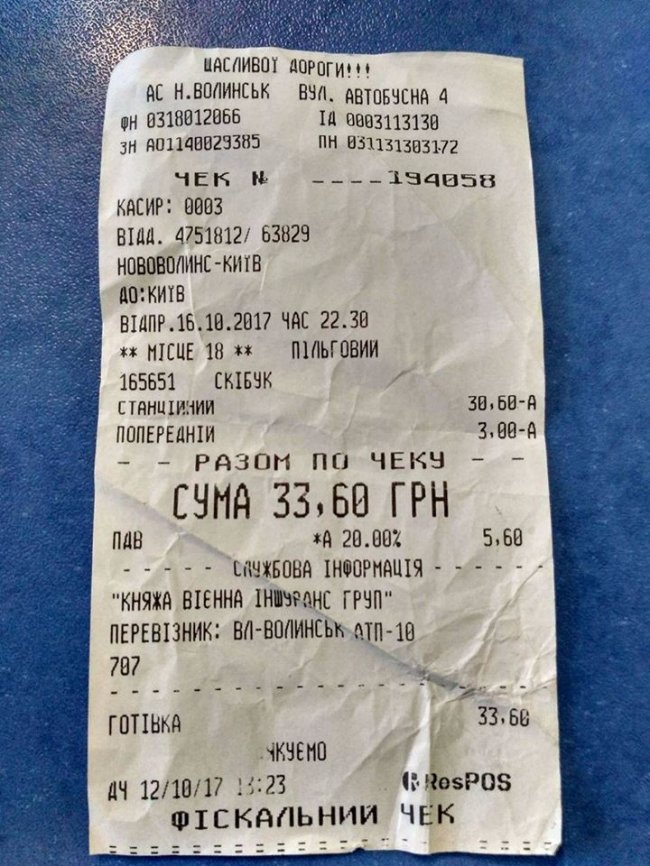 ЩАСЛИВОЇ ДОРОГИ!!!
АС Н.ВОЛИНСЬК ВУЛ. АВТОБУСНА 4
ФН 0318012066 ІД 0003113130
ЗН АО1140029385 ПН 031131303172
ЧЕК № ----194058
КАСИР: 0003
ВІДД. 4751812/ 63829
НОВОВОЛИНС-КИЇВ
ДО:КИЇВ
ВІДПР.16.10.2017 ЧАС 22.30
** МІСЦЕ 18 ** ПІЛЬГОВИЙ
165651 СКІБУК
СТАНЦІЙНИЙ 30,60-А
ПОПЕРЕДНІЙ 3,00-А
- - РАЗОМ ПО ЧЕКУ - -
СУМА 33,60 ГРН
ПДВ *А 20.00% 5,60
- - - - - СЛУЖБОВА ІНФОРМАЦІЯ - - - - -
"КНЯЖА ВІЄННА ІНШУРАНС ГРУП"
ПЕРЕВІЗНИК: ВЛ-ВОЛИНСЬК АТП-10
707
ГОТІВКА 33,60
ЯКУЄМО
ДЧ 12/10/17 ResPOS
ФІСКАЛЬНИЙ ЧЕК